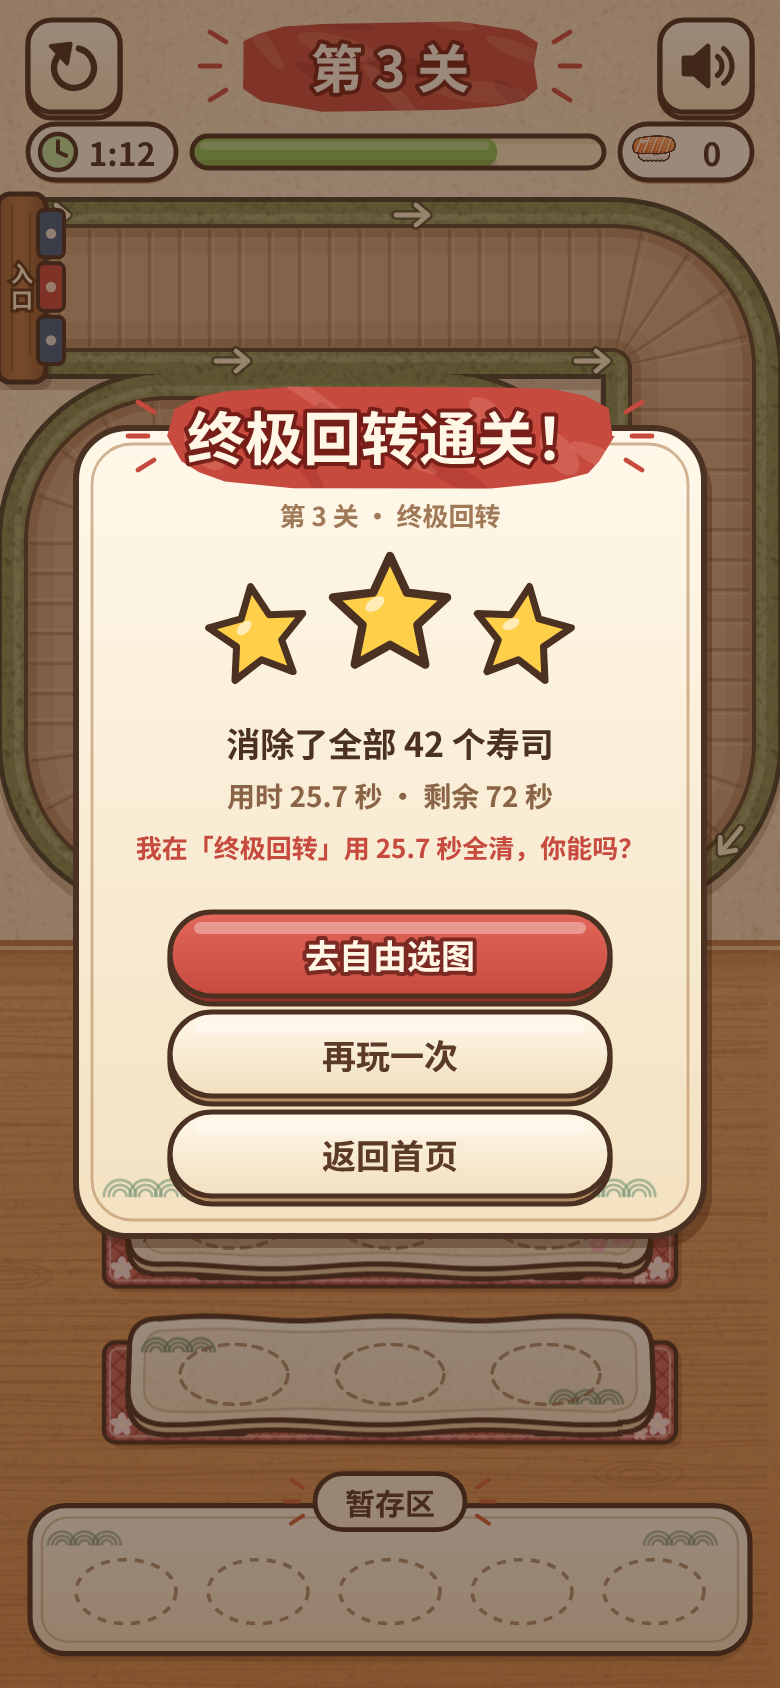 第 3 关
1:12
0
入口
终极回转通关！
第 3 关 · 终极回转
消除了全部 42 个寿司
用时 25.7 秒 · 剩余 72 秒
我在「终极回转」用 25.7 秒全清，你能吗？
去自由选图
再玩一次
返回首页
暂存区